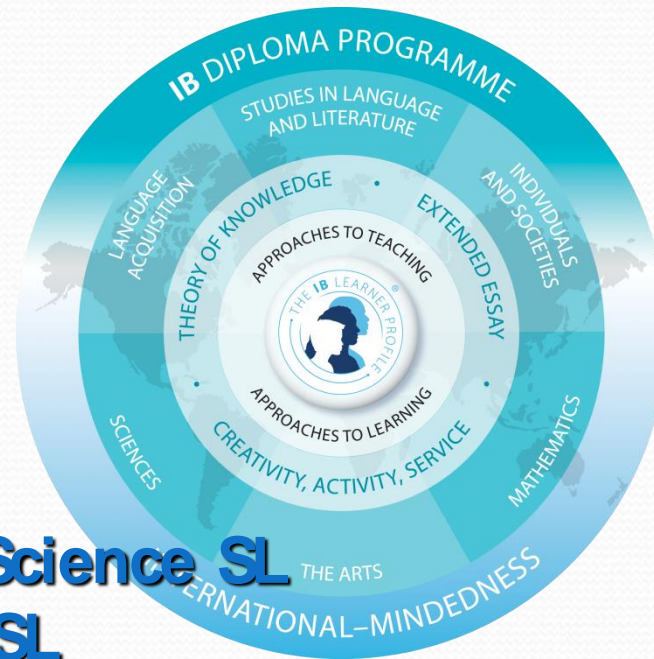 IB DIPLOMA PROGRAMME
STUDIES IN LANGUAGE
AND LITERATURE
LANGUAGE
ACQUISITION
INDIVIDUALS
AND SOCIETIES
THEORY OF KNOWLEDGE
EXTENDED ESSAY
APPROACHES TO TEACHING
THE IB LEARNER PROFILE ®
APPROACHES TO LEARNING
CREATIVITY, ACTIVITY, SERVICE
SCIENCES
MATHEMATICS
THE ARTS
ERNATIONAL–MINDEDNESS
Science SL
SL